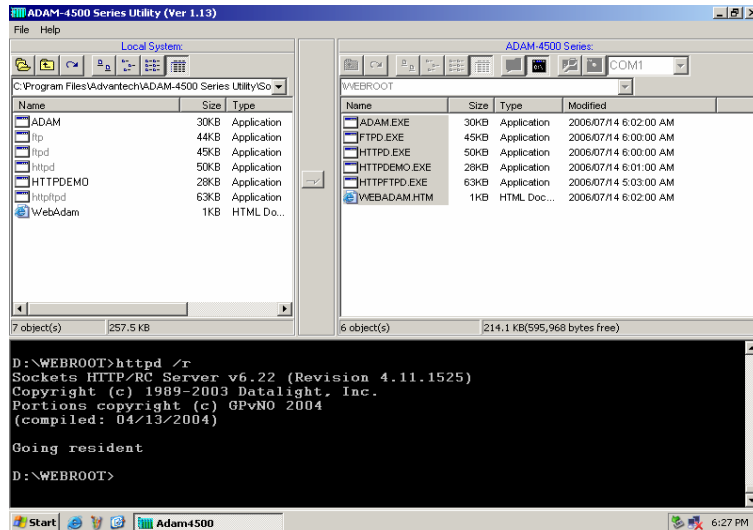 ADAM-4500 Series Utility (Ver 1.13)
File Help
Local System:
C:\Program Files\Advantech\ADAM-4500 Series Utility\So
Name Size Type
ADAM 30KB Application
ftp 44KB Application
ftpd 45KB Application
httpd 50KB Application
HTTPDEMO 28KB Application
httpftpd 63KB Application
WebAdam 1KB HTML Do...
7 object(s) 257.5 KB
ADAM-4500 Series:
COM1
\WEBROOT
Name Size Type Modified
ADAM.EXE 30KB Application 2006/07/14 6:02:00 AM
FTPD.EXE 45KB Application 2006/07/14 6:00:00 AM
HTTPD.EXE 50KB Application 2006/07/14 6:00:00 AM
HTTPDEMO.EXE 28KB Application 2006/07/14 6:01:00 AM
HTTPFTPD.EXE 63KB Application 2006/07/14 5:03:00 AM
WEBADAM.HTM 1KB HTML Doc... 2006/07/14 6:02:00 AM
6 object(s) 214.1 KB(595,968 bytes free)
D:\WEBROOT>httpd /r
Sockets HTTP/RC Server v6.22 (Revision 4.11.1525)
Copyright (c) 1989-2003 Datalight, Inc.
Portions copyright (c) GPvNO 2004
(compiled: 04/13/2004)
Going resident
D:\WEBROOT>
Start Adam4500 6:27 PM